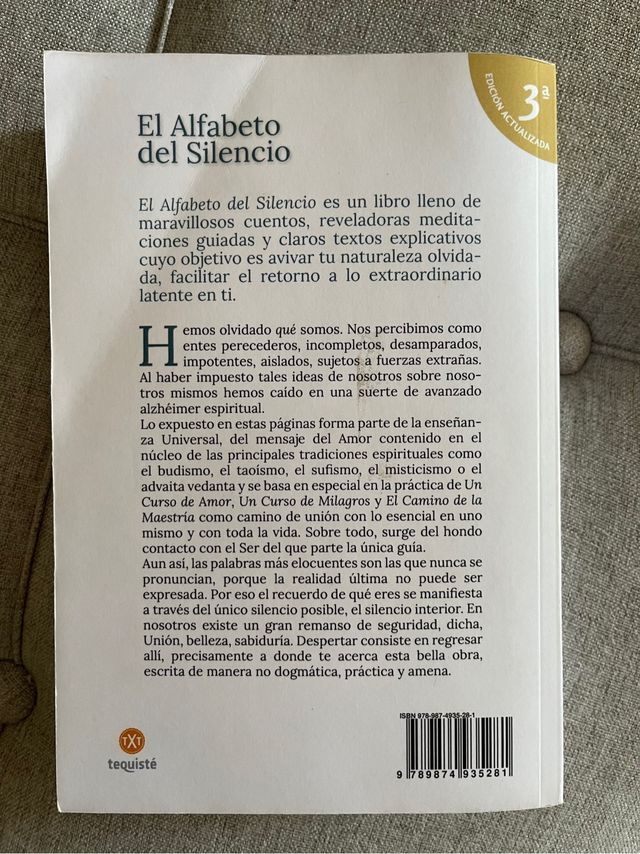 3ª
EDICIÓN ACTUALIZADA
El Alfabeto
del Silencio
El Alfabeto del Silencio es un libro lleno de
maravillosos cuentos, reveladoras medita-
ciones guiadas y claros textos explicativos
cuyo objetivo es avivar tu naturaleza olvida-
da, facilitar el retorno a lo extraordinario
latente en ti.
Hemos olvidado qué somos. Nos percibimos como
entes perecederos, incompletos, desamparados,
impotentes, aislados, sujetos a fuerzas extrañas.
Al haber impuesto tales ideas de nosotros sobre noso-
tros mismos hemos caído en una suerte de avanzado
alzhéimer espiritual.
Lo expuesto en estas páginas forma parte de la enseñan-
za Universal, del mensaje del Amor contenido en el
núcleo de las principales tradiciones espirituales como
el budismo, el taoísmo, el sufismo, el misticismo o el
advaita vedanta y se basa en especial en la práctica de Un
Curso de Amor, Un Curso de Milagros y El Camino de la
Maestría como camino de unión con lo esencial en uno
mismo y con toda la vida. Sobre todo, surge del hondo
contacto con el Ser del que parte la única guía.
Aun así, las palabras más elocuentes son las que nunca se
pronuncian, porque la realidad última no puede ser
expresada. Por eso el recuerdo de qué eres se manifiesta
a través del único silencio posible, el silencio interior. En
nosotros existe un gran remanso de seguridad, dicha,
Unión, belleza, sabiduría. Despertar consiste en regresar
allí, precisamente a donde te acerca esta bella obra,
escrita de manera no dogmática, práctica y amena.
TXT
tequisté
ISBN 978-987-4935-28-1
9 789874 935281